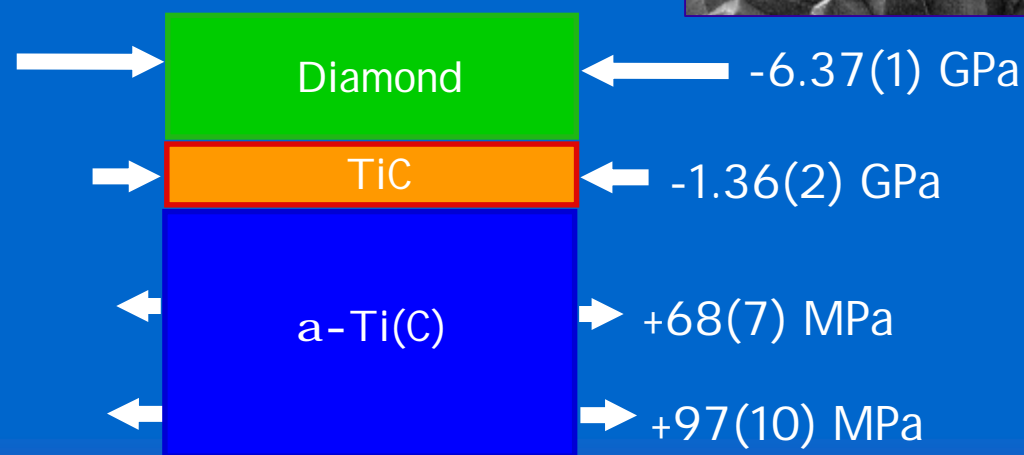 Diamond
-6.37(1) GPa
TiC
-1.36(2) GPa
a-Ti(C)
+68(7) MPa
+97(10) MPa